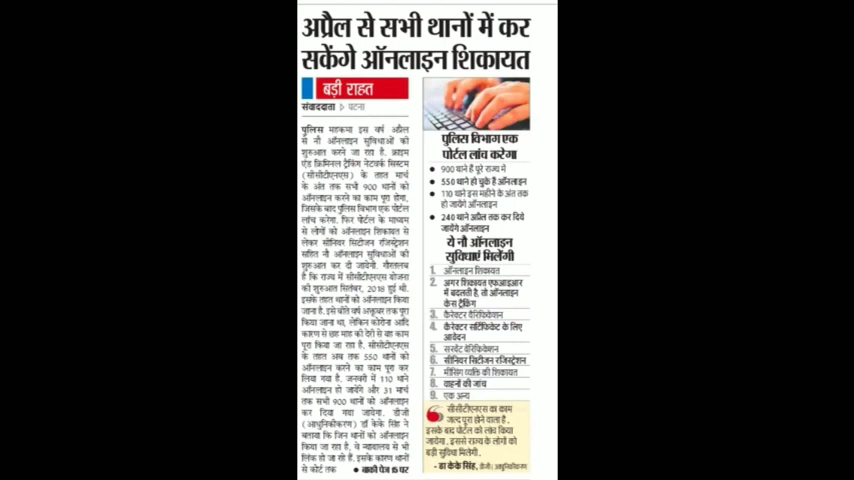 अप्रैल से सभी थानों में कर
सकेंगे ऑनलाइन शिकायत
बड़ी राहत
संवाददाता ▷ पटना
पुलिस महकमा इस वर्ष अप्रैल
से नौ ऑनलाइन सुविधाओं की
शुरुआत करने जा रहा है. क्राइम
एंड क्रिमिनल ट्रैकिंग नेटवर्क सिस्टम
(सीसीटीएनएस) के तहत मार्च
के अंत तक सभी 900 थानों को
ऑनलाइन करने का काम पूरा होगा,
जिसके बाद पुलिस विभाग एक पोर्टल
लांच करेगा. फिर पोर्टल के माध्यम
से लोगों को ऑनलाइन शिकायत से
लेकर सीनियर सिटीजन रजिस्ट्रेशन
सहित नौ ऑनलाइन सुविधाओं की
शुरुआत कर दी जायेगी. गौरतलब
है कि राज्य में सीसीटीएनएस योजना
की शुरुआत सितंबर, 2018 हुई थी.
इसके तहत थानों को ऑनलाइन किया
जाना है. इसे बीते वर्ष अक्तूबर तक पूरा
किया जाना था, लेकिन कोरोना आदि
कारण से छह माह की देरी से यह काम
पूरा किया जा रहा है. सीसीटीएनएस
के तहत अब तक 550 थानों को
ऑनलाइन करने का काम पूरा कर
लिया गया है. जनवरी में 110 थाने
ऑनलाइन हो जायेंगे और 31 मार्च
तक सभी 900 थानों को ऑनलाइन
कर दिया गया जायेगा. डीजी
(आधुनिकीकरण) डॉ केके सिंह ने
बताया कि जिन थानों को ऑनलाइन
किया जा रहा है, वे न्यायालय से भी
लिंक हो जा रहे हैं. इसके कारण थानों
से कोर्ट तक ● बाकी पेज 15 पर
पुलिस विभाग एक
पोर्टल लांच करेगा
● 900 थाने हैं पूरे राज्य में
● 550 थाने हो चुके हैं ऑनलाइन
● 110 थाने इस महीने के अंत तक
हो जायेंगे ऑनलाइन
● 240 थाने अप्रैल तक कर दिये
जायेंगे ऑनलाइन
ये नौ ऑनलाइन
सुविधाएं मिलेंगी
1. ऑनलाइन शिकायत
2. अगर शिकायत एफआइआर
में बदलती है, तो ऑनलाइन
केस ट्रैकिंग
3. कैरेक्टर वैरिफिकेशन
4. कैरेक्टर सर्टिफिकेट के लिए
आवेदन
5. सरवेंट वेरिफिकेशन
6. सीनियर सिटीजन रजिस्ट्रेशन
7. मीसिंग व्यक्ति की शिकायत
8. वाहनों की जांच
9. एक अन्य
सीसीटीएनएस का काम
जल्द पूरा होने वाला है.
इसके बाद पोर्टल को लांच किया
जायेगा. इससे राज्य के लोगों को
बड़ी सुविधा मिलेगी.
- डा केके सिंह, डीजी। आधुनिकीकरण